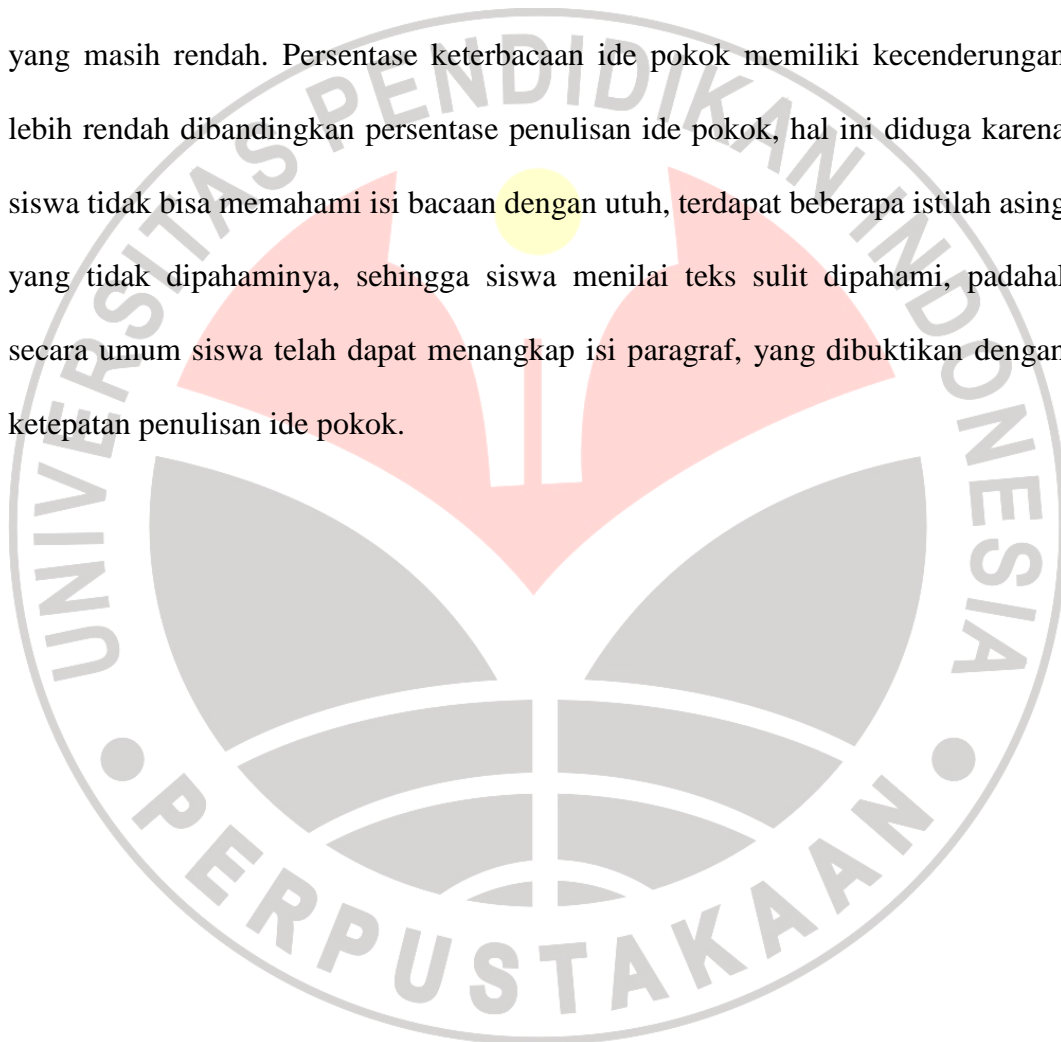 yang masih rendah. Persentase keterbacaan ide pokok memiliki kecenderungan
lebih rendah dibandingkan persentase penulisan ide pokok, hal ini diduga karena
siswa tidak bisa memahami isi bacaan dengan utuh, terdapat beberapa istilah asing
yang tidak dipahaminya, sehingga siswa menilai teks sulit dipahami, padahal
secara umum siswa telah dapat menangkap isi paragraf, yang dibuktikan dengan
ketepatan penulisan ide pokok.
UNIVERSITAS PENDIDIKAN INDONESIA
PERPUSTAKAAN